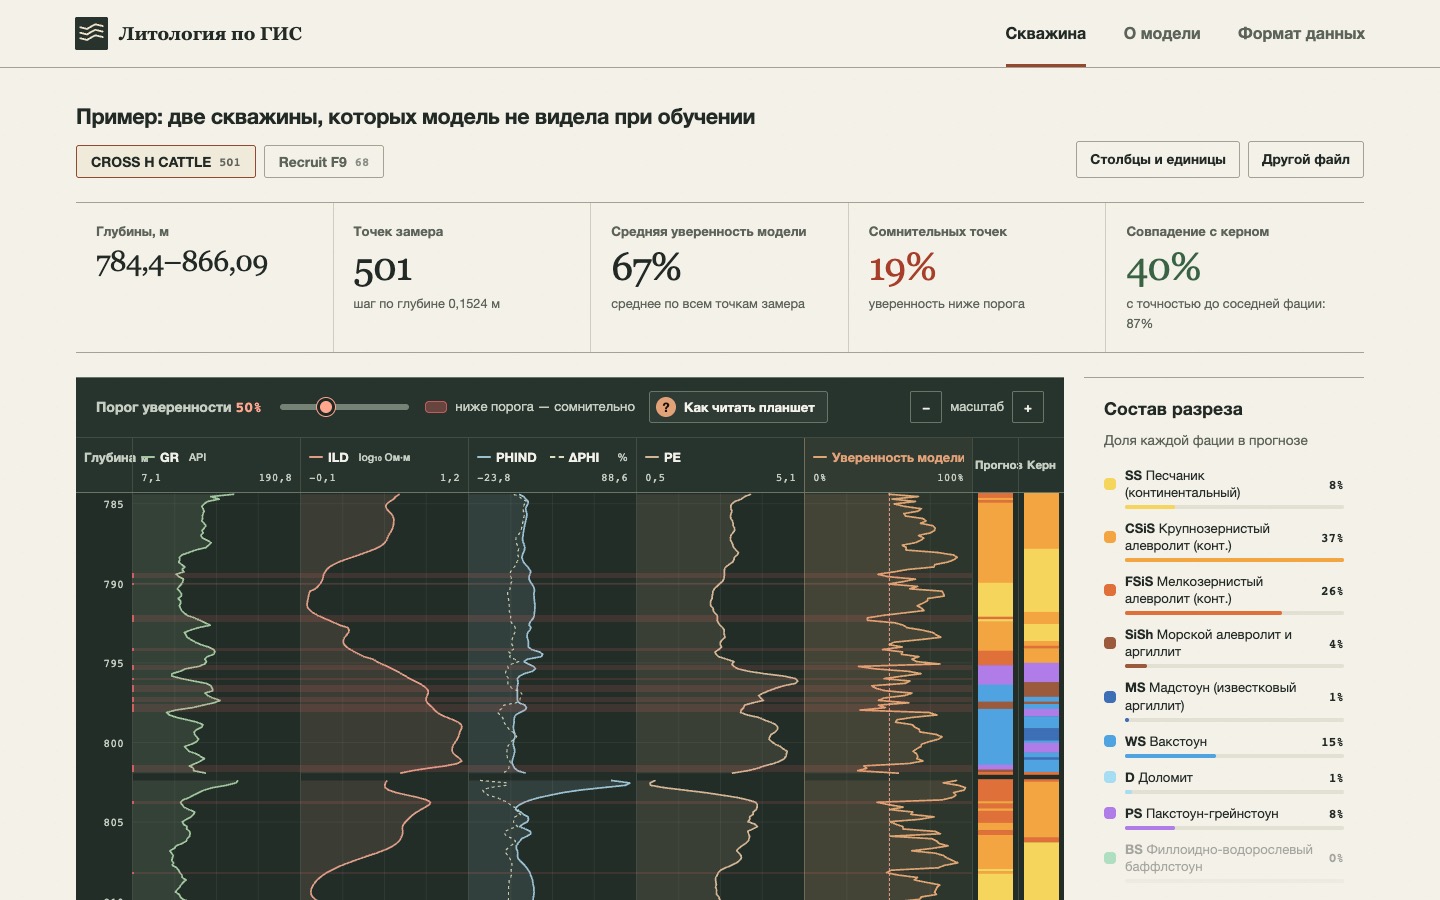 Литология по ГИС
Скважина
О модели
Формат данных
Пример: две скважины, которых модель не видела при обучении
CROSS H CATTLE 501
Recruit F9 68
Столбцы и единицы
Другой файл
Глубины, м
784,4–866,09
Точек замера
501
шаг по глубине 0,1524 м
Средняя уверенность модели
67%
среднее по всем точкам замера
Сомнительных точек
19%
уверенность ниже порога
Совпадение с керном
40%
с точностью до соседней фации:
87%
Порог уверенности 50%
ниже порога — сомнительно
? Как читать планшет
− масштаб +
Глубина
GR API
7,1 190,8
ILD log₁₀ Ом·м
−0,1 1,2
PHIND ΔPHI %
−23,8 88,6
PE
0,5 5,1
Уверенность модели
0% 100%
Прогноз
Керн
785
790
795
800
805
Состав разреза
Доля каждой фации в прогнозе
SS Песчаник
(континентальный)
8%
CSiS Крупнозернистый
алевролит (конт.)
37%
FSiS Мелкозернистый
алевролит (конт.)
26%
SiSh Морской алевролит и
аргиллит
4%
MS Мадстоун (известковый
аргиллит)
1%
WS Вакстоун
15%
D Доломит
1%
PS Пакстоун-грейнстоун
8%
BS Филлоидно-водорослевый
баффлстоун
0%